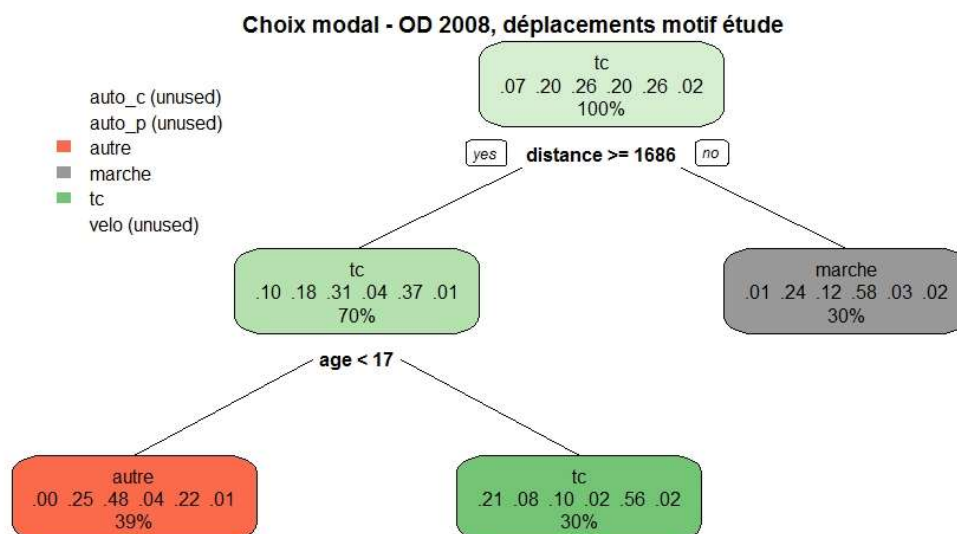 Choix modal - OD 2008, déplacements motif étude
auto_c (unused)
auto_p (unused)
autre
marche
tc
velo (unused)
tc
.07 .20 .26 .20 .26 .02
100%
yes distance >= 1686 no
tc
.10 .18 .31 .04 .37 .01
70%
marche
.01 .24 .12 .58 .03 .02
30%
age < 17
autre
.00 .25 .48 .04 .22 .01
39%
tc
.21 .08 .10 .02 .56 .02
30%